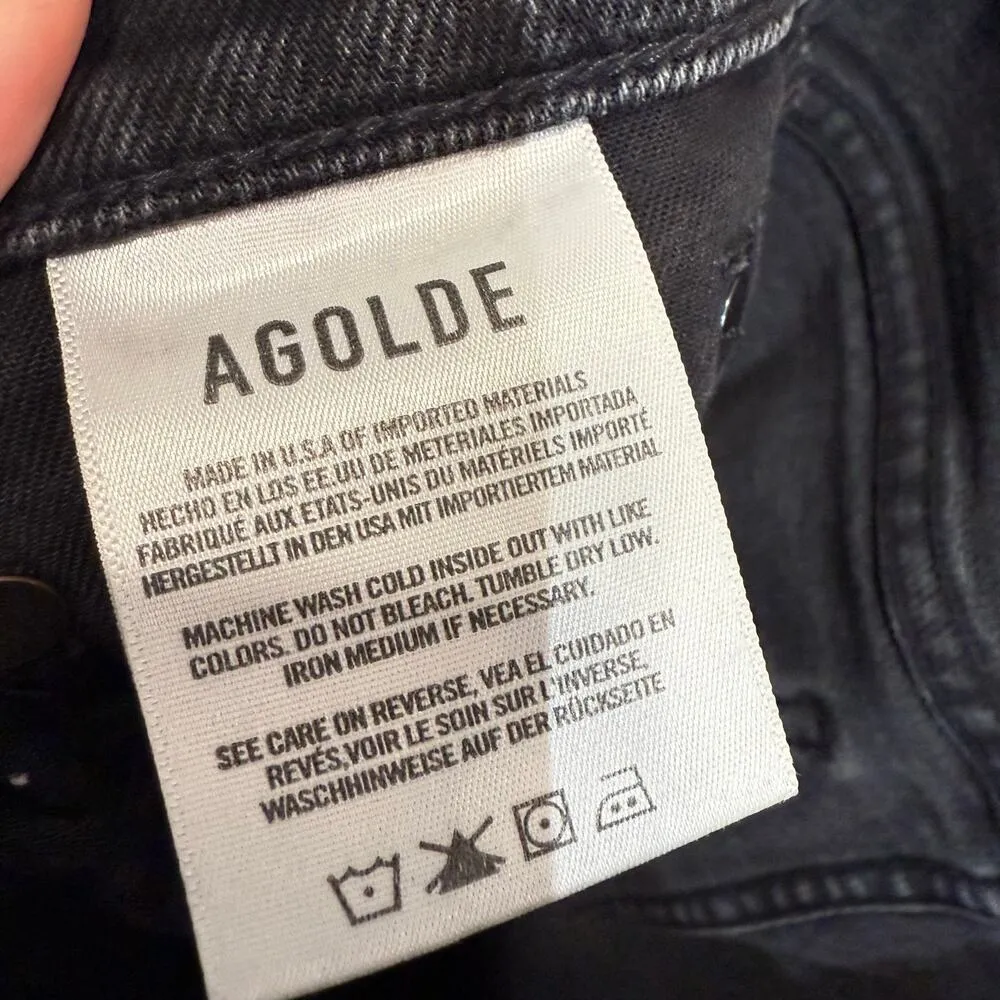 AGOLDE
MADE IN U.S.A OF IMPORTED MATERIALS
HECHO EN LOS EE.UU DE METERIALES IMPORTADA
FABRIQUÉ AUX ETATS-UNIS DU MATÉRIELS IMPORTÉ
HERGESTELLT IN DEN USA MIT IMPORTIERTEM MATERIAL
MACHINE WASH COLD INSIDE OUT WITH LIKE
COLORS. DO NOT BLEACH. TUMBLE DRY LOW.
IRON MEDIUM IF NECESSARY.
SEE CARE ON REVERSE, VEA EL CUIDADO EN
REVÉS,VOIR LE SOIN SUR L'INVERSE,
WASCHHINWEISE AUF DER RÜCKSEITE